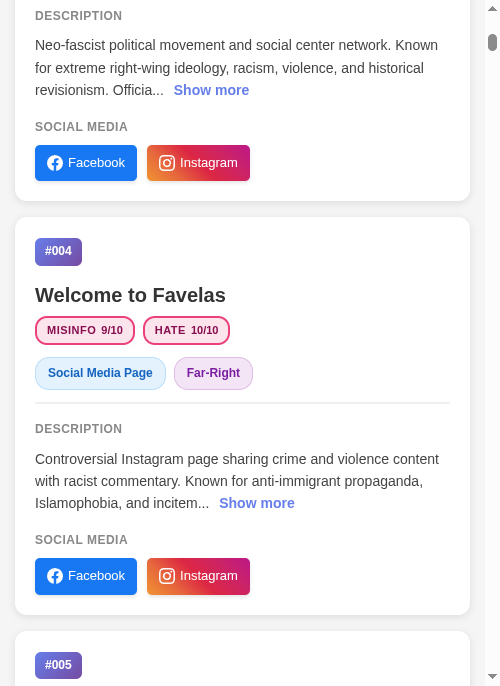 DESCRIPTION
Neo-fascist political movement and social center network. Known
for extreme right-wing ideology, racism, violence, and historical
revisionism. Officia... Show more
SOCIAL MEDIA
Facebook Instagram
#004
Welcome to Favelas
MISINFO 9/10 HATE 10/10
Social Media Page Far-Right
DESCRIPTION
Controversial Instagram page sharing crime and violence content
with racist commentary. Known for anti-immigrant propaganda,
Islamophobia, and incitem... Show more
SOCIAL MEDIA
Facebook Instagram
#005